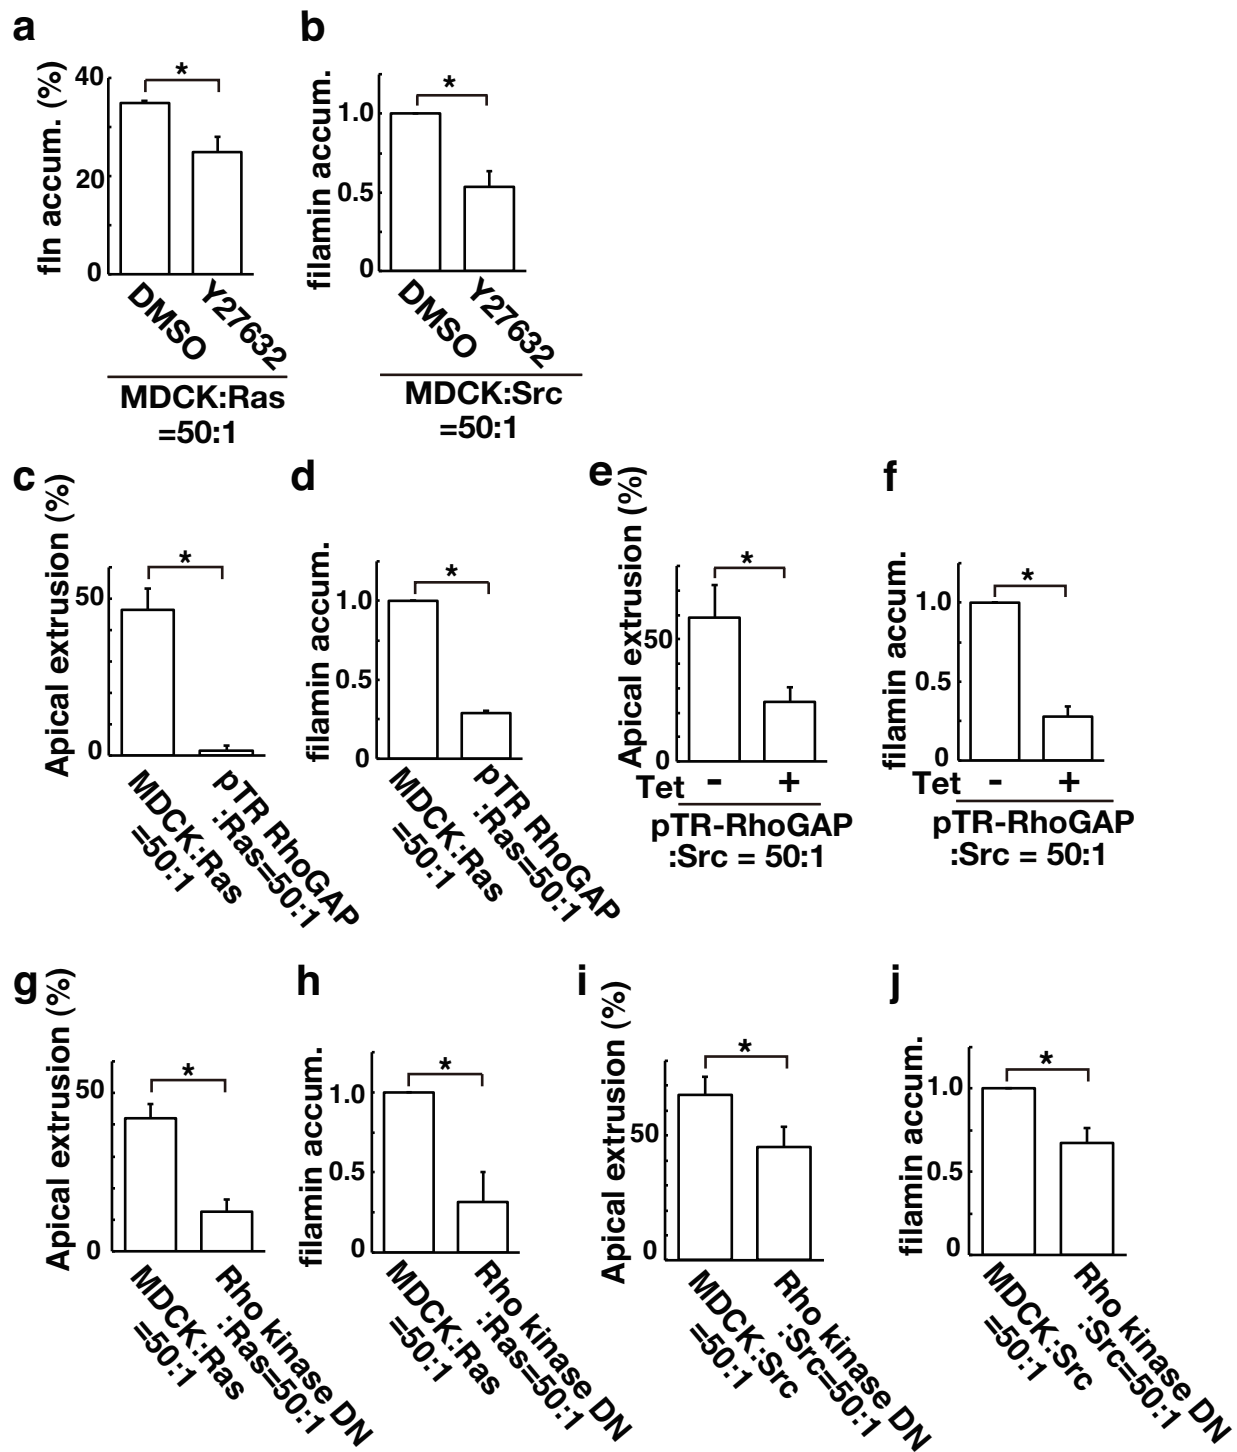 a
fln accum. (%)
40
20
0
*
DMSO
Y27632
MDCK:Ras
=50:1
b
filamin accum.
1.0
0.5
0
*
DMSO
Y27632
MDCK:Src
=50:1
c
Apical extrusion (%)
50
0
*
MDCK:Ras
=50:1
pTR RhoGAP
:Ras=50:1
d
filamin accum.
1.0
0.5
0
*
MDCK:Ras
=50:1
pTR RhoGAP
:Ras=50:1
e
Apical extrusion (%)
50
0
*
Tet - +
pTR-RhoGAP
:Src = 50:1
f
filamin accum.
1.0
0.5
0
*
Tet - +
pTR-RhoGAP
:Src = 50:1
g
Apical extrusion (%)
50
0
*
MDCK:Ras
=50:1
Rho kinase DN
:Ras=50:1
h
filamin accum.
1.0
0.5
0
*
MDCK:Ras
=50:1
Rho kinase DN
:Ras=50:1
i
Apical extrusion (%)
50
0
*
MDCK:Src
=50:1
Rho kinase DN
:Src=50:1
j
filamin accum.
1.0
0.5
0
*
MDCK:Src
=50:1
Rho kinase DN
:Src=50:1